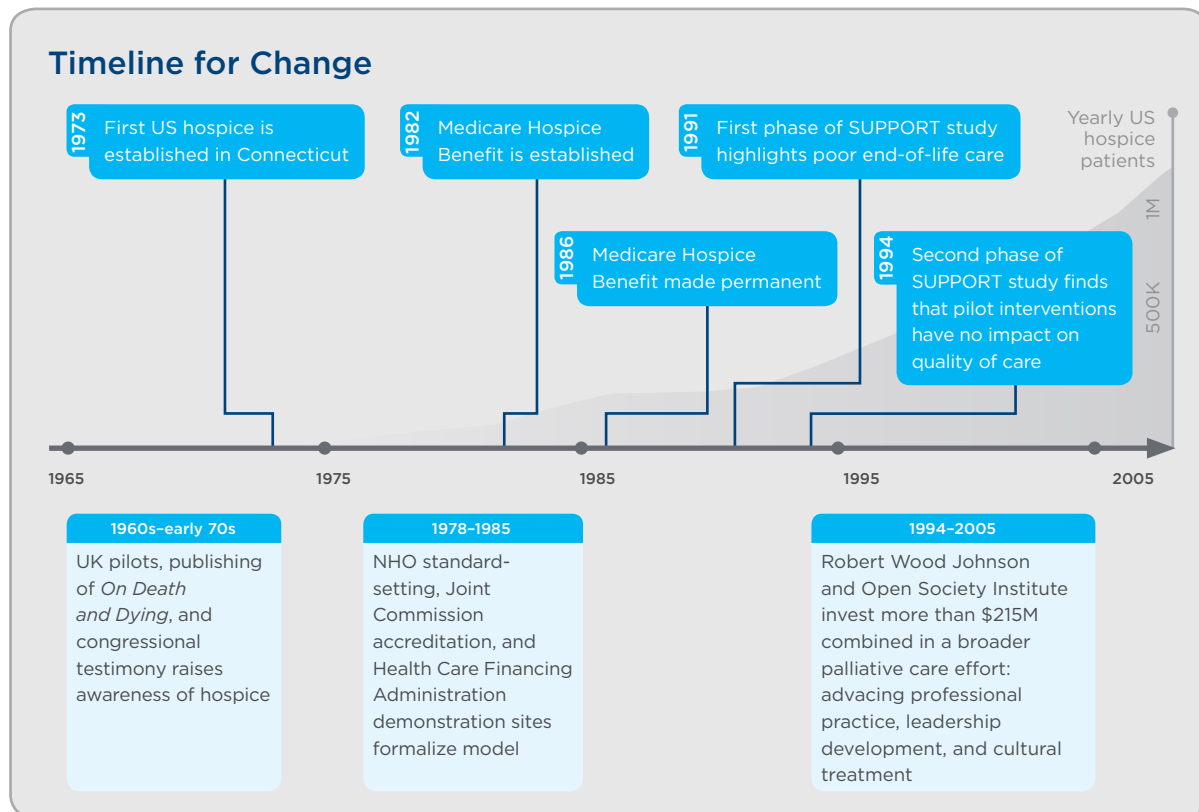 Timeline for Change
1973
First US hospice is
established in Connecticut
1982
Medicare Hospice
Benefit is established
1991
First phase of SUPPORT study
highlights poor end-of-life care
Yearly US
hospice
patients
1M
500K
1986
Medicare Hospice
Benefit made permanent
1994
Second phase of
SUPPORT study finds
that pilot interventions
have no impact on
quality of care
1965
1975
1985
1995
2005
1960s–early 70s
UK pilots, publishing
of On Death
and Dying, and
congressional
testimony raises
awareness of hospice
1978–1985
NHO standard-
setting, Joint
Commission
accreditation, and
Health Care Financing
Administration
demonstration sites
formalize model
1994–2005
Robert Wood Johnson
and Open Society Institute
invest more than $215M
combined in a broader
palliative care effort:
advacing professional
practice, leadership
development, and cultural
treatment